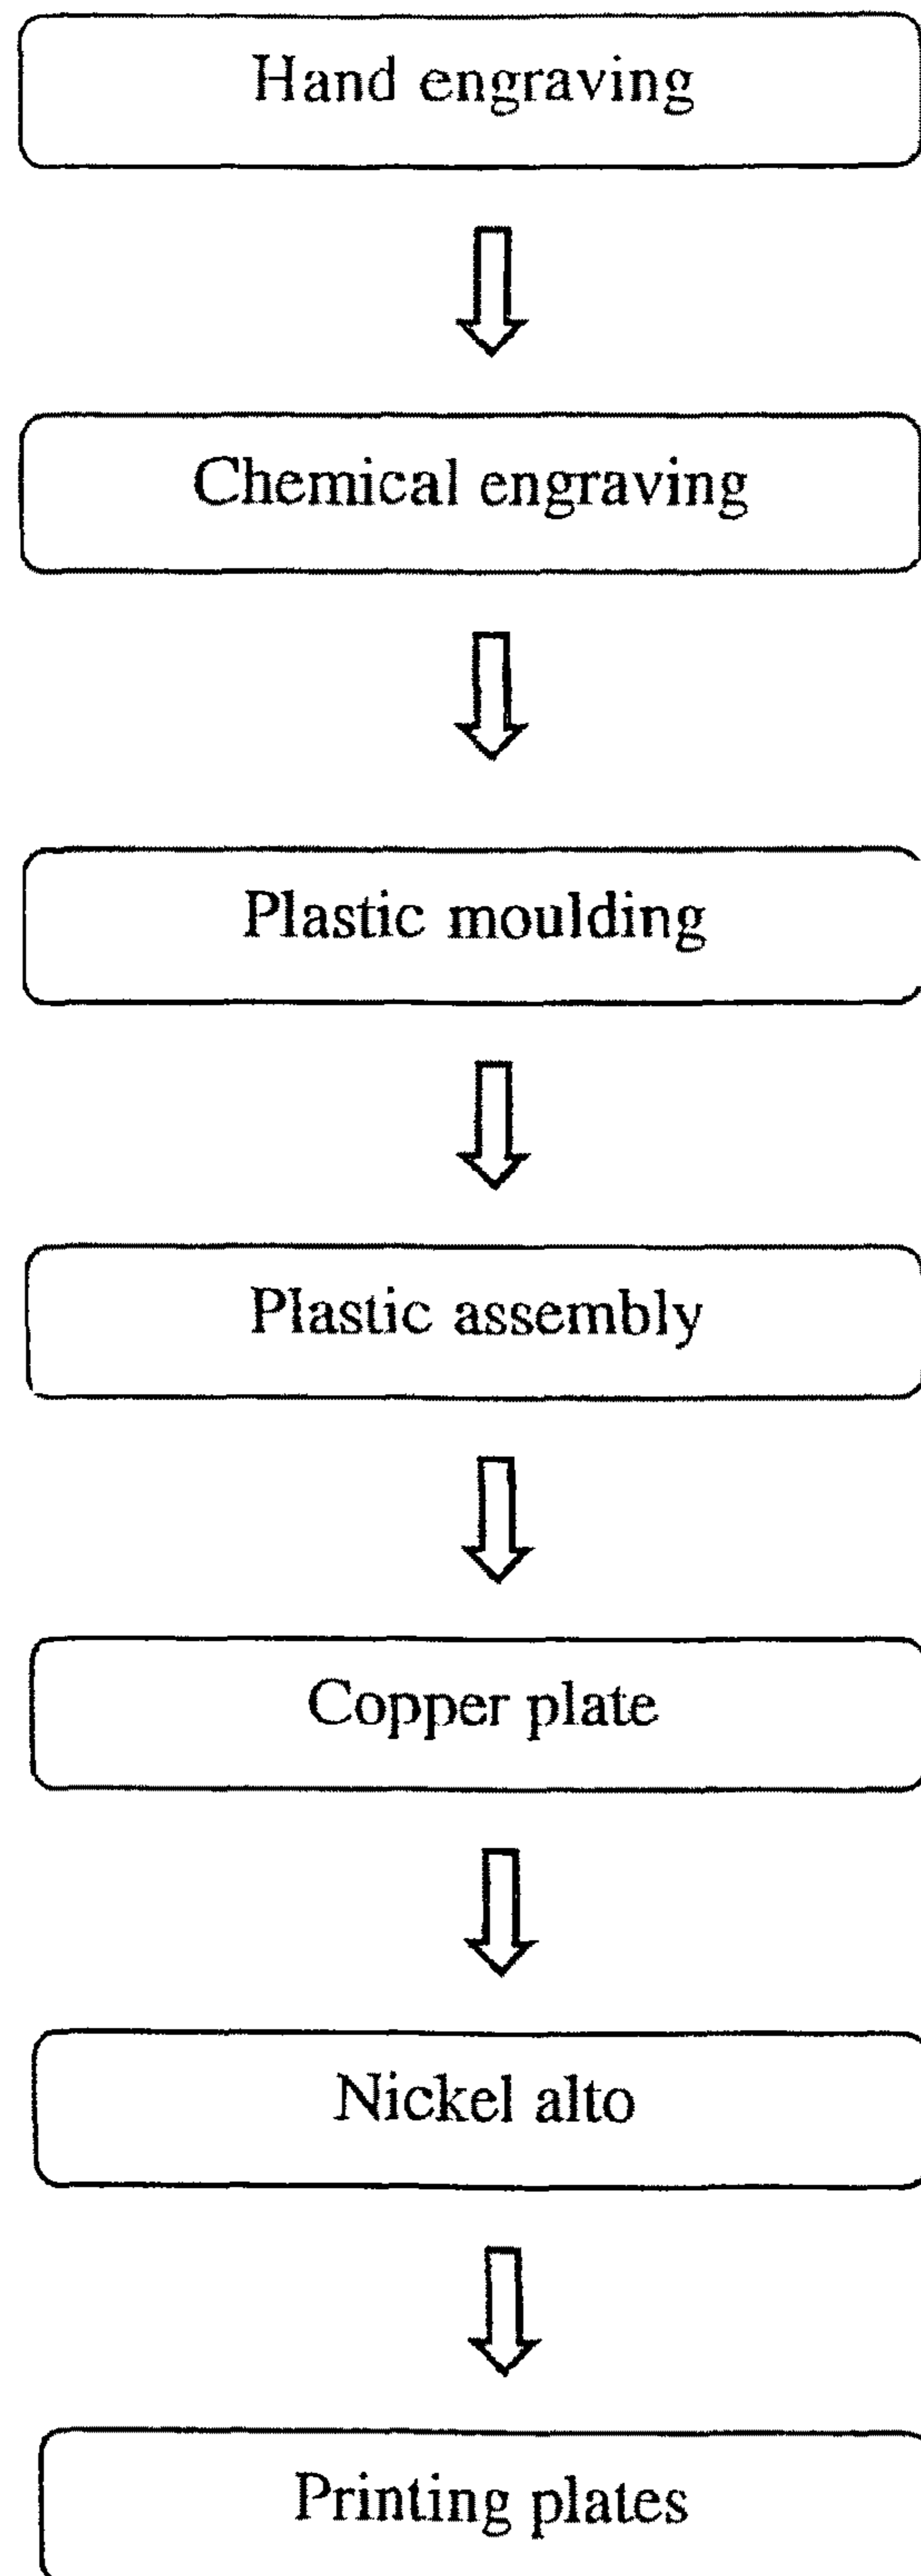 Hand engraving
Chemical engraving
Plastic moulding
Plastic assembly
Copper plate
Nickel alto
Printing plates